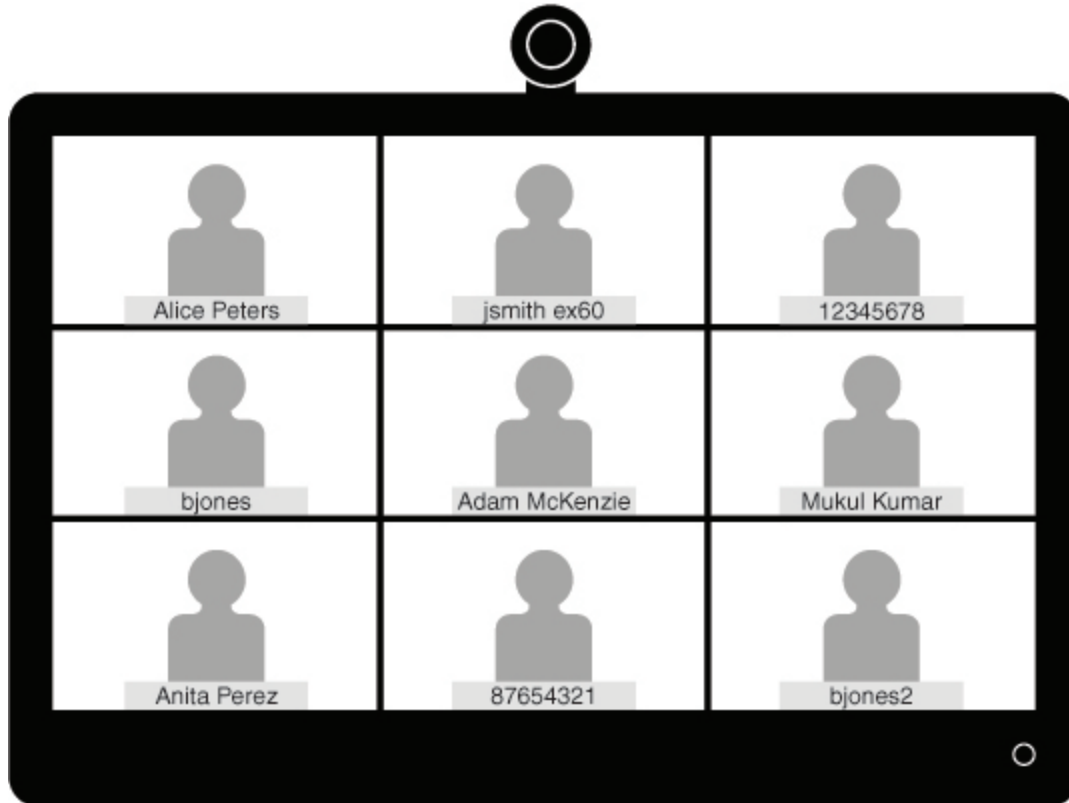 Alice Peters
jsmith ex60
12345678
bjones
Adam McKenzie
Mukul Kumar
Anita Perez
87654321
bjones2